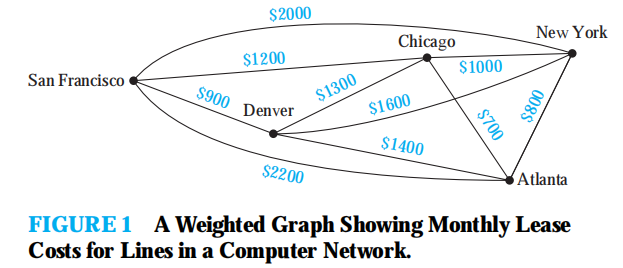 $2000
New York
Chicago
$1200
$1000
San Francisco
$900
$1300
Denver
$1600
$700
$800
$1400
$2200
Atlanta
FIGURE 1 A Weighted Graph Showing Monthly Lease
Costs for Lines in a Computer Network.